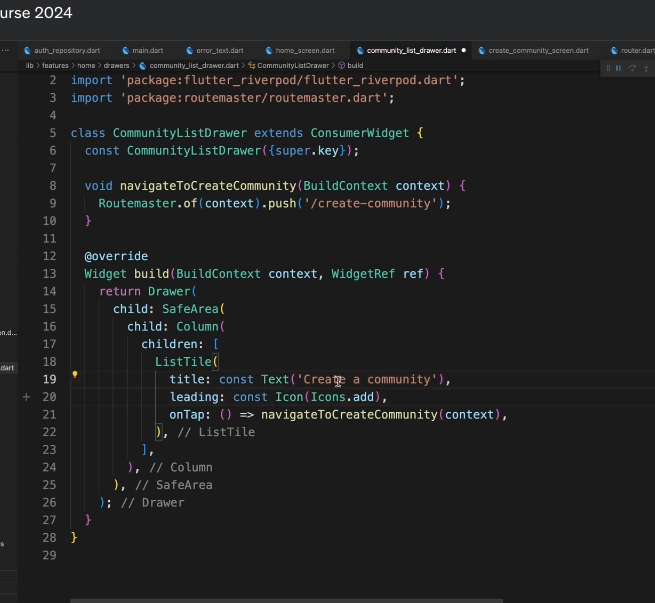 urse 2024
auth_repository.dart main.dart error_text.dart home_screen.dart community_list_drawer.dart create_community_screen.dart router.dart
lib > features > home > drawers > community_list_drawer.dart > CommunityListDrawer > build
2 import 'package:flutter_riverpod/flutter_riverpod.dart';
3 import 'package:routemaster/routemaster.dart';
4
5 class CommunityListDrawer extends ConsumerWidget {
6 const CommunityListDrawer({super.key});
7
8 void navigateToCreateCommunity(BuildContext context) {
9 Routemaster.of(context).push('/create-community');
10 }
11
12 @override
13 Widget build(BuildContext context, WidgetRef ref) {
14 return Drawer(
15 child: SafeArea(
16 child: Column(
17 children: [
18 ListTile(
19 title: const Text('Create a community'),
20 leading: const Icon(Icons.add),
21 onTap: () => navigateToCreateCommunity(context),
22 ), // ListTile
23 ],
24 ), // Column
25 ), // SafeArea
26 ); // Drawer
27 }
28 }
29
en.d...
dart
s